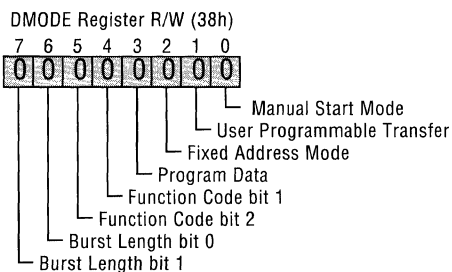 DMODE Register R/W (38h)
7 6 5 4 3 2 1 0
0 0 0 0 0 0 0 0
Manual Start Mode
User Programmable Transfer
Fixed Address Mode
Program Data
Function Code bit 1
Function Code bit 2
Burst Length bit 0
Burst Length bit 1